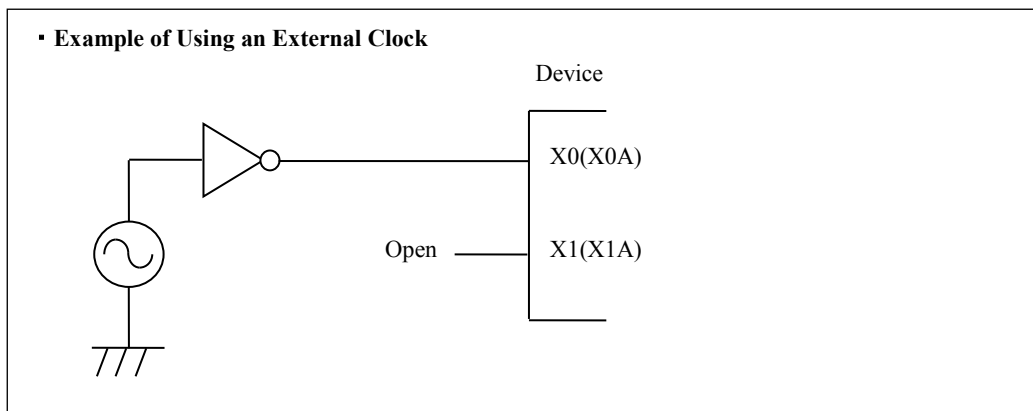 ▪ Example of Using an External Clock
Device
X0(X0A)
Open
X1(X1A)